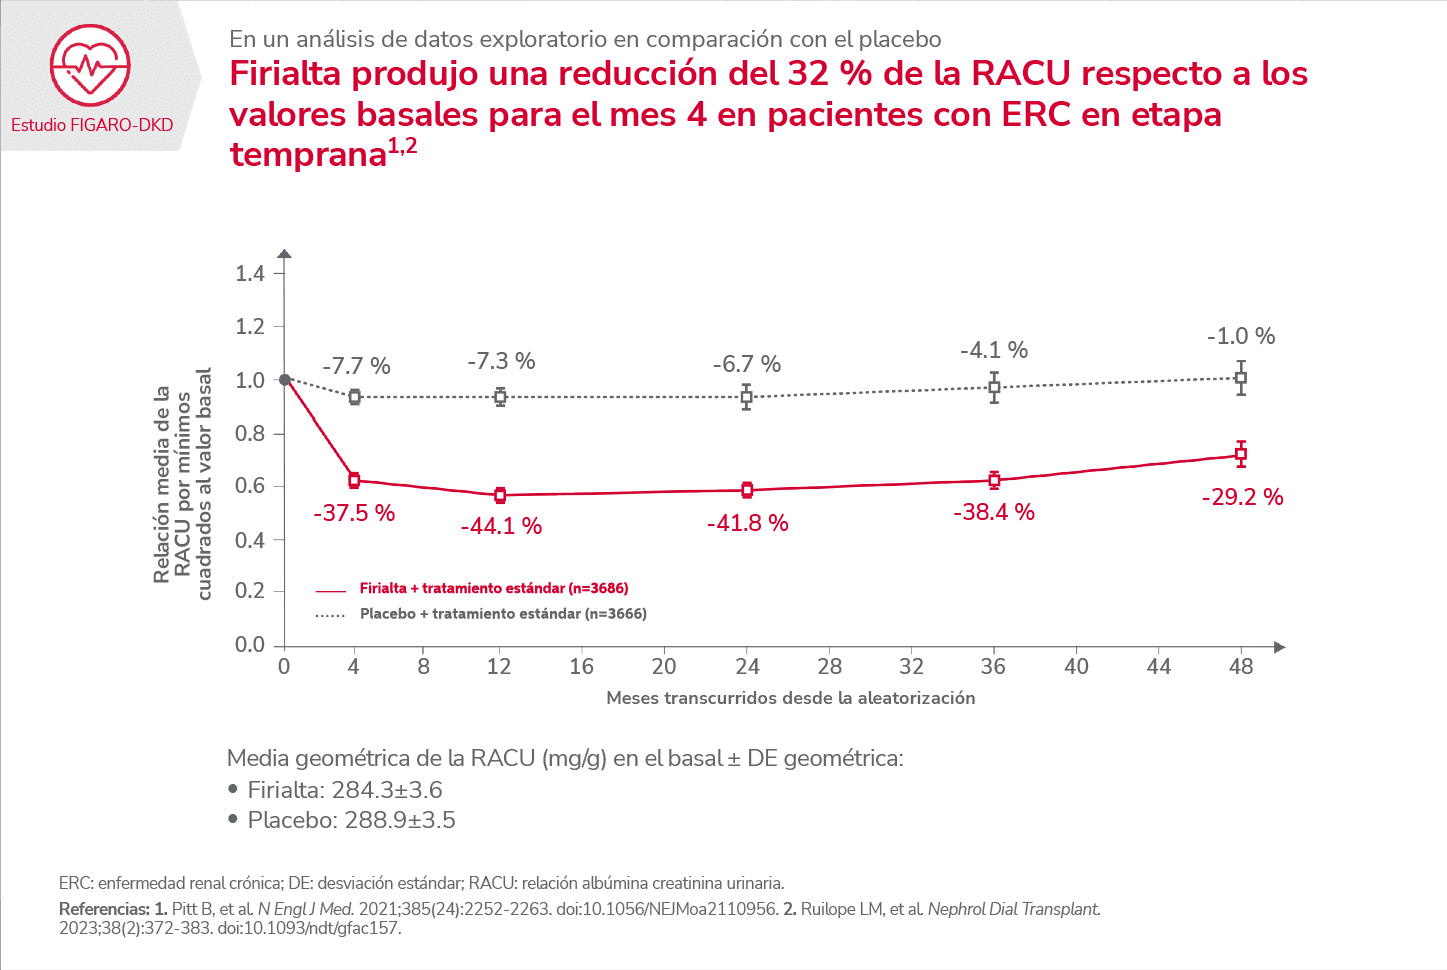 Estudio FIGARO-DKD
En un análisis de datos exploratorio en comparación con el placebo
Firialta produjo una reducción del 32 % de la RACU respecto a los
valores basales para el mes 4 en pacientes con ERC en etapa
temprana1,2
Relación media de la
RACU por mínimos
cuadrados al valor basal
1.4
1.2
1.0
0.8
0.6
0.4
0.2
0.0
-7.7 %
-7.3 %
-6.7 %
-4.1 %
-1.0 %
-37.5 %
-44.1 %
-41.8 %
-38.4 %
-29.2 %
Firialta + tratamiento estándar (n=3686)
Placebo + tratamiento estándar (n=3666)
0 4 8 12 16 20 24 28 32 36 40 44 48
Meses transcurridos desde la aleatorización
Media geométrica de la RACU (mg/g) en el basal ± DE geométrica:
• Firialta: 284.3±3.6
• Placebo: 288.9±3.5
ERC: enfermedad renal crónica; DE: desviación estándar; RACU: relación albúmina creatinina urinaria.
Referencias: 1. Pitt B, et al. N Engl J Med. 2021;385(24):2252-2263. doi:10.1056/NEJMoa2110956. 2. Ruilope LM, et al. Nephrol Dial Transplant.
2023;38(2):372-383. doi:10.1093/ndt/gfac157.